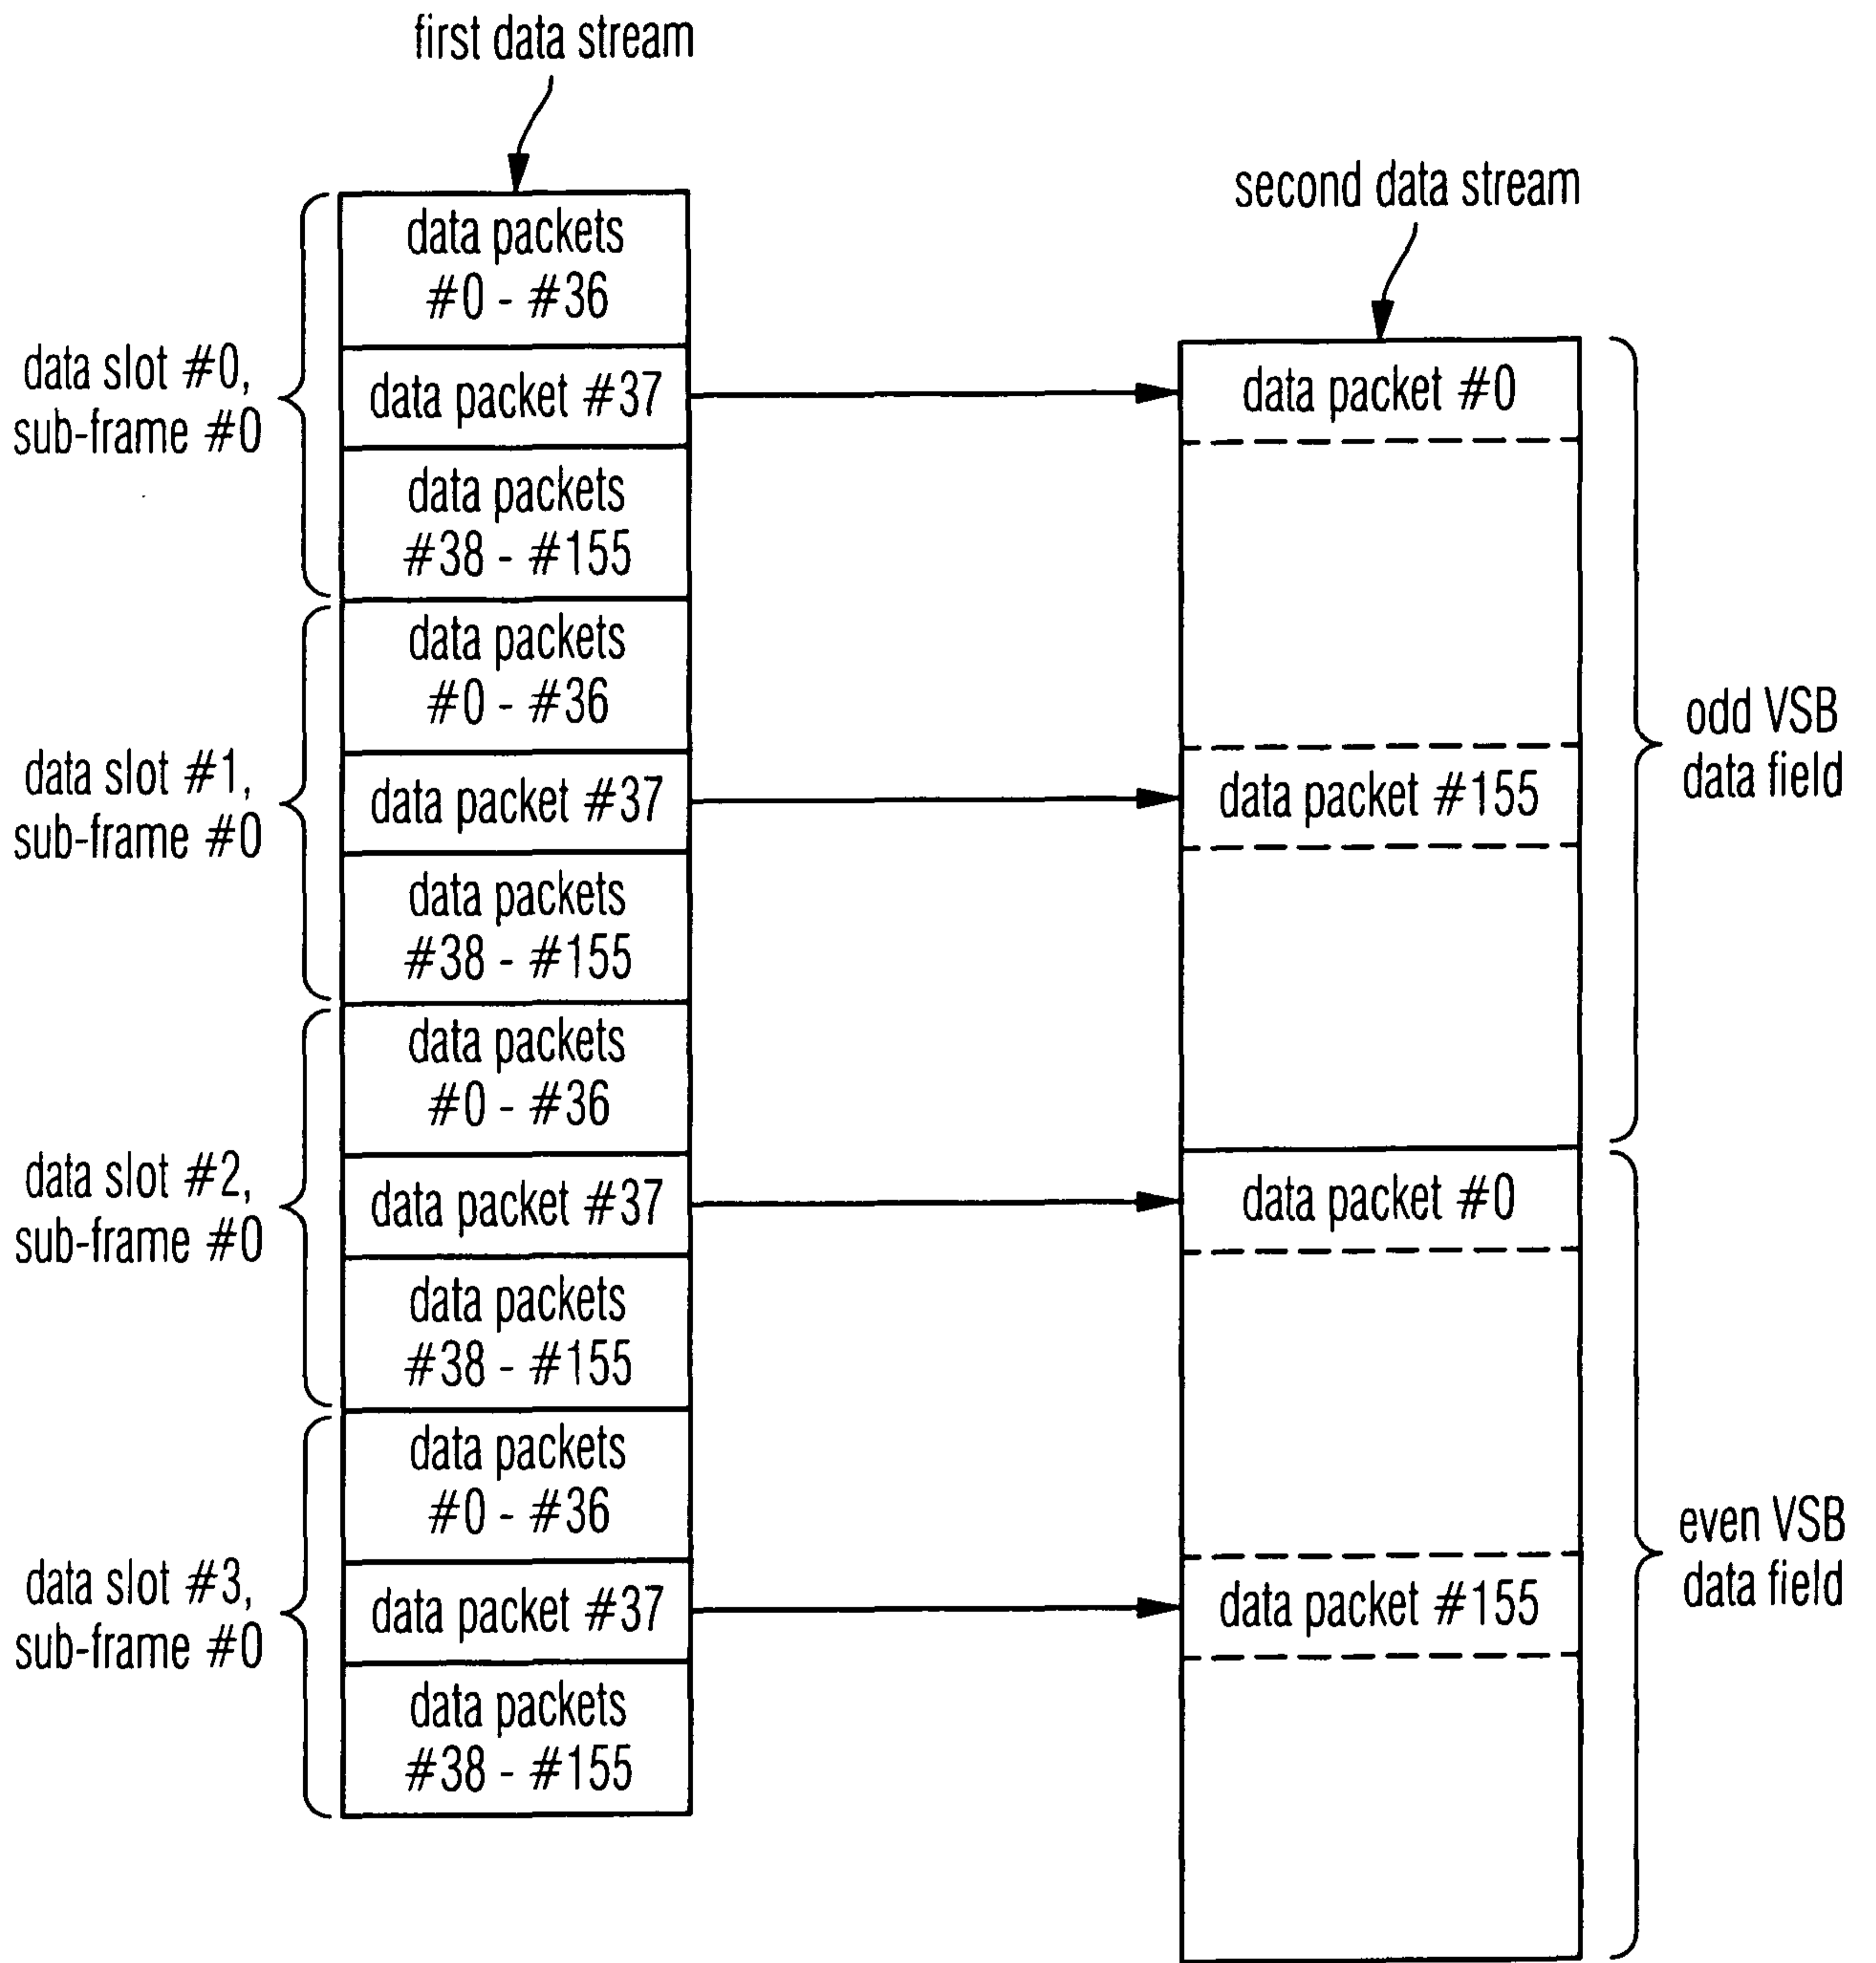 first data stream
second data stream
data slot #0,
sub-frame #0
data packets
#0 - #36
data packet #37
data packets
#38 - #155
data slot #1,
sub-frame #0
data packets
#0 - #36
data packet #37
data packets
#38 - #155
data slot #2,
sub-frame #0
data packets
#0 - #36
data packet #37
data packets
#38 - #155
data slot #3,
sub-frame #0
data packets
#0 - #36
data packet #37
data packets
#38 - #155
data packet #0
data packet #155
odd VSB
data field
data packet #0
data packet #155
even VSB
data field